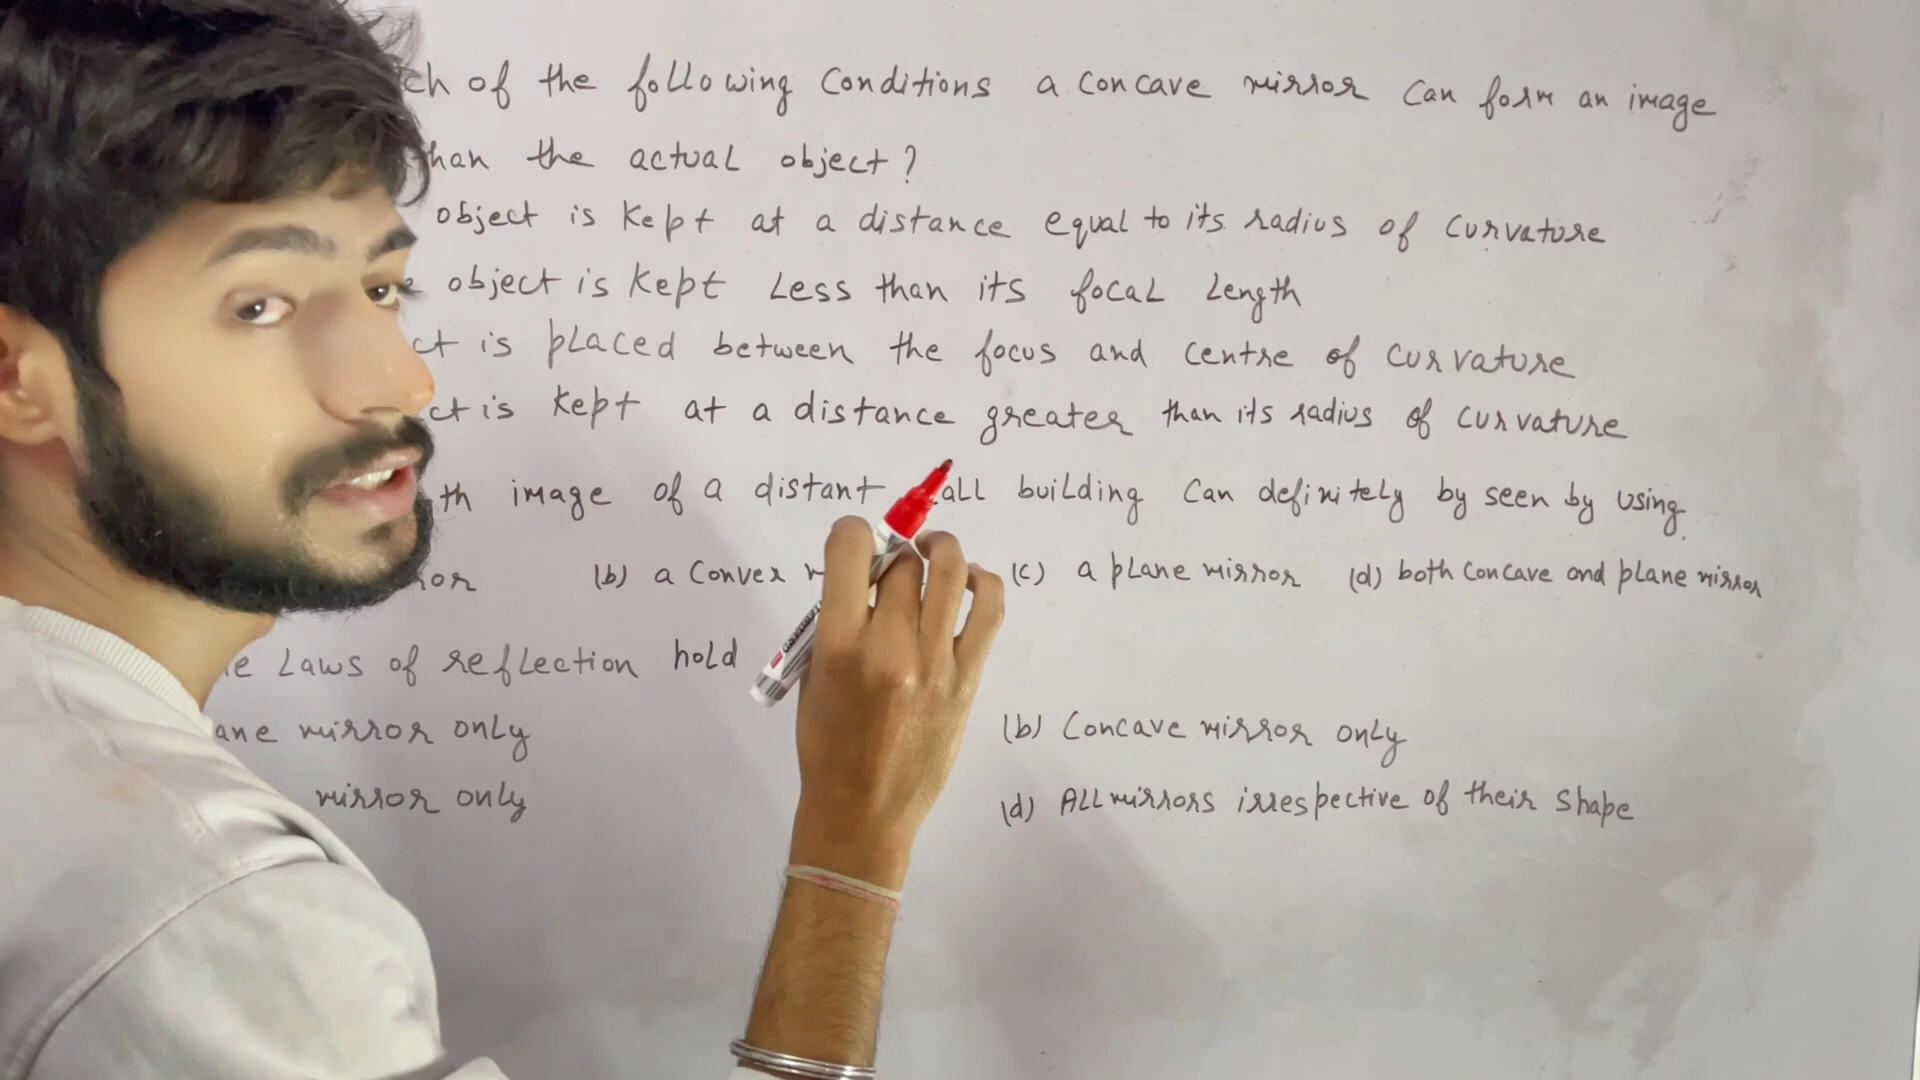 of the following Conditions a concave mirror can form an image
than the actual object?
object is kept at a distance equal to its radius of curvature
object is kept Less than its focal Length
is placed between the focus and centre of curvature
is kept at a distance greater than its radius of curvature
image of a distant building can definitely by seen by using
(b) a Convex (c) a plane mirror (d) both concave and plane mirror
Laws of reflection hold
mirror only (b) Concave mirror only
mirror only (d) All mirrors irrespective of their shape